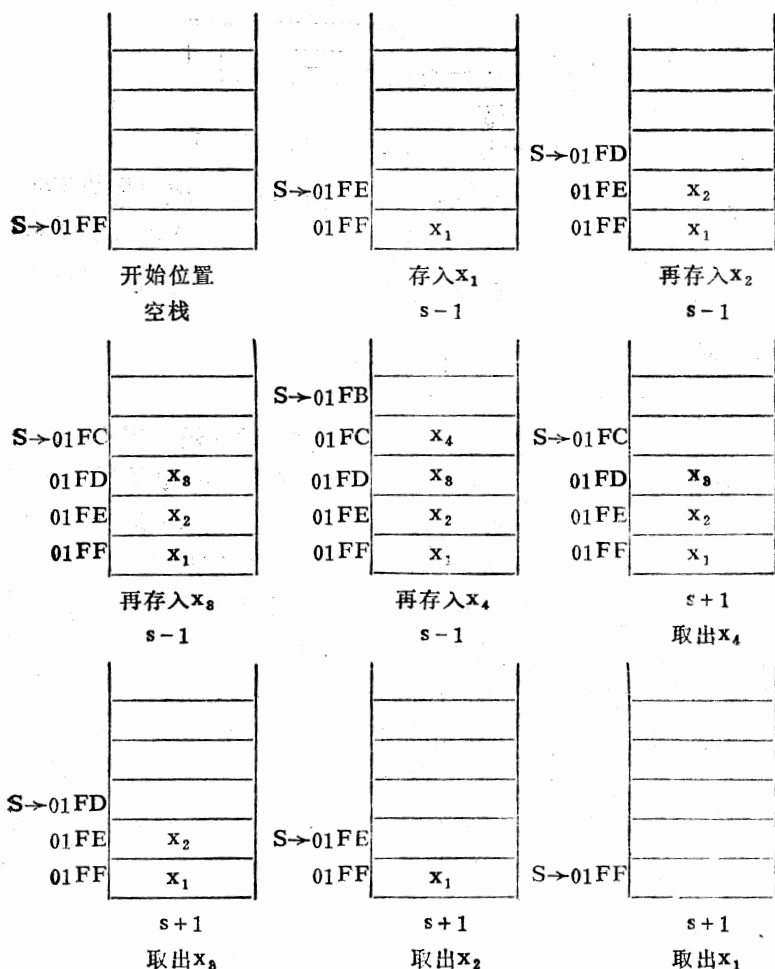 S→01FF
开始位置
空栈
S→01FE
01FF x₁
存入x₁
s-1
S→01FD
01FE x₂
01FF x₁
再存入x₂
s-1
S→01FC
01FD x₃
01FE x₂
01FF x₁
再存入x₃
s-1
S→01FB
01FC x₄
01FD x₃
01FE x₂
01FF x₁
再存入x₄
s-1
S→01FC
01FD x₃
01FE x₂
01FF x₁
s+1
取出x₄
S→01FD
01FE x₂
01FF x₁
s+1
取出x₃
S→01FE
01FF x₁
s+1
取出x₂
S→01FF
s+1
取出x₁